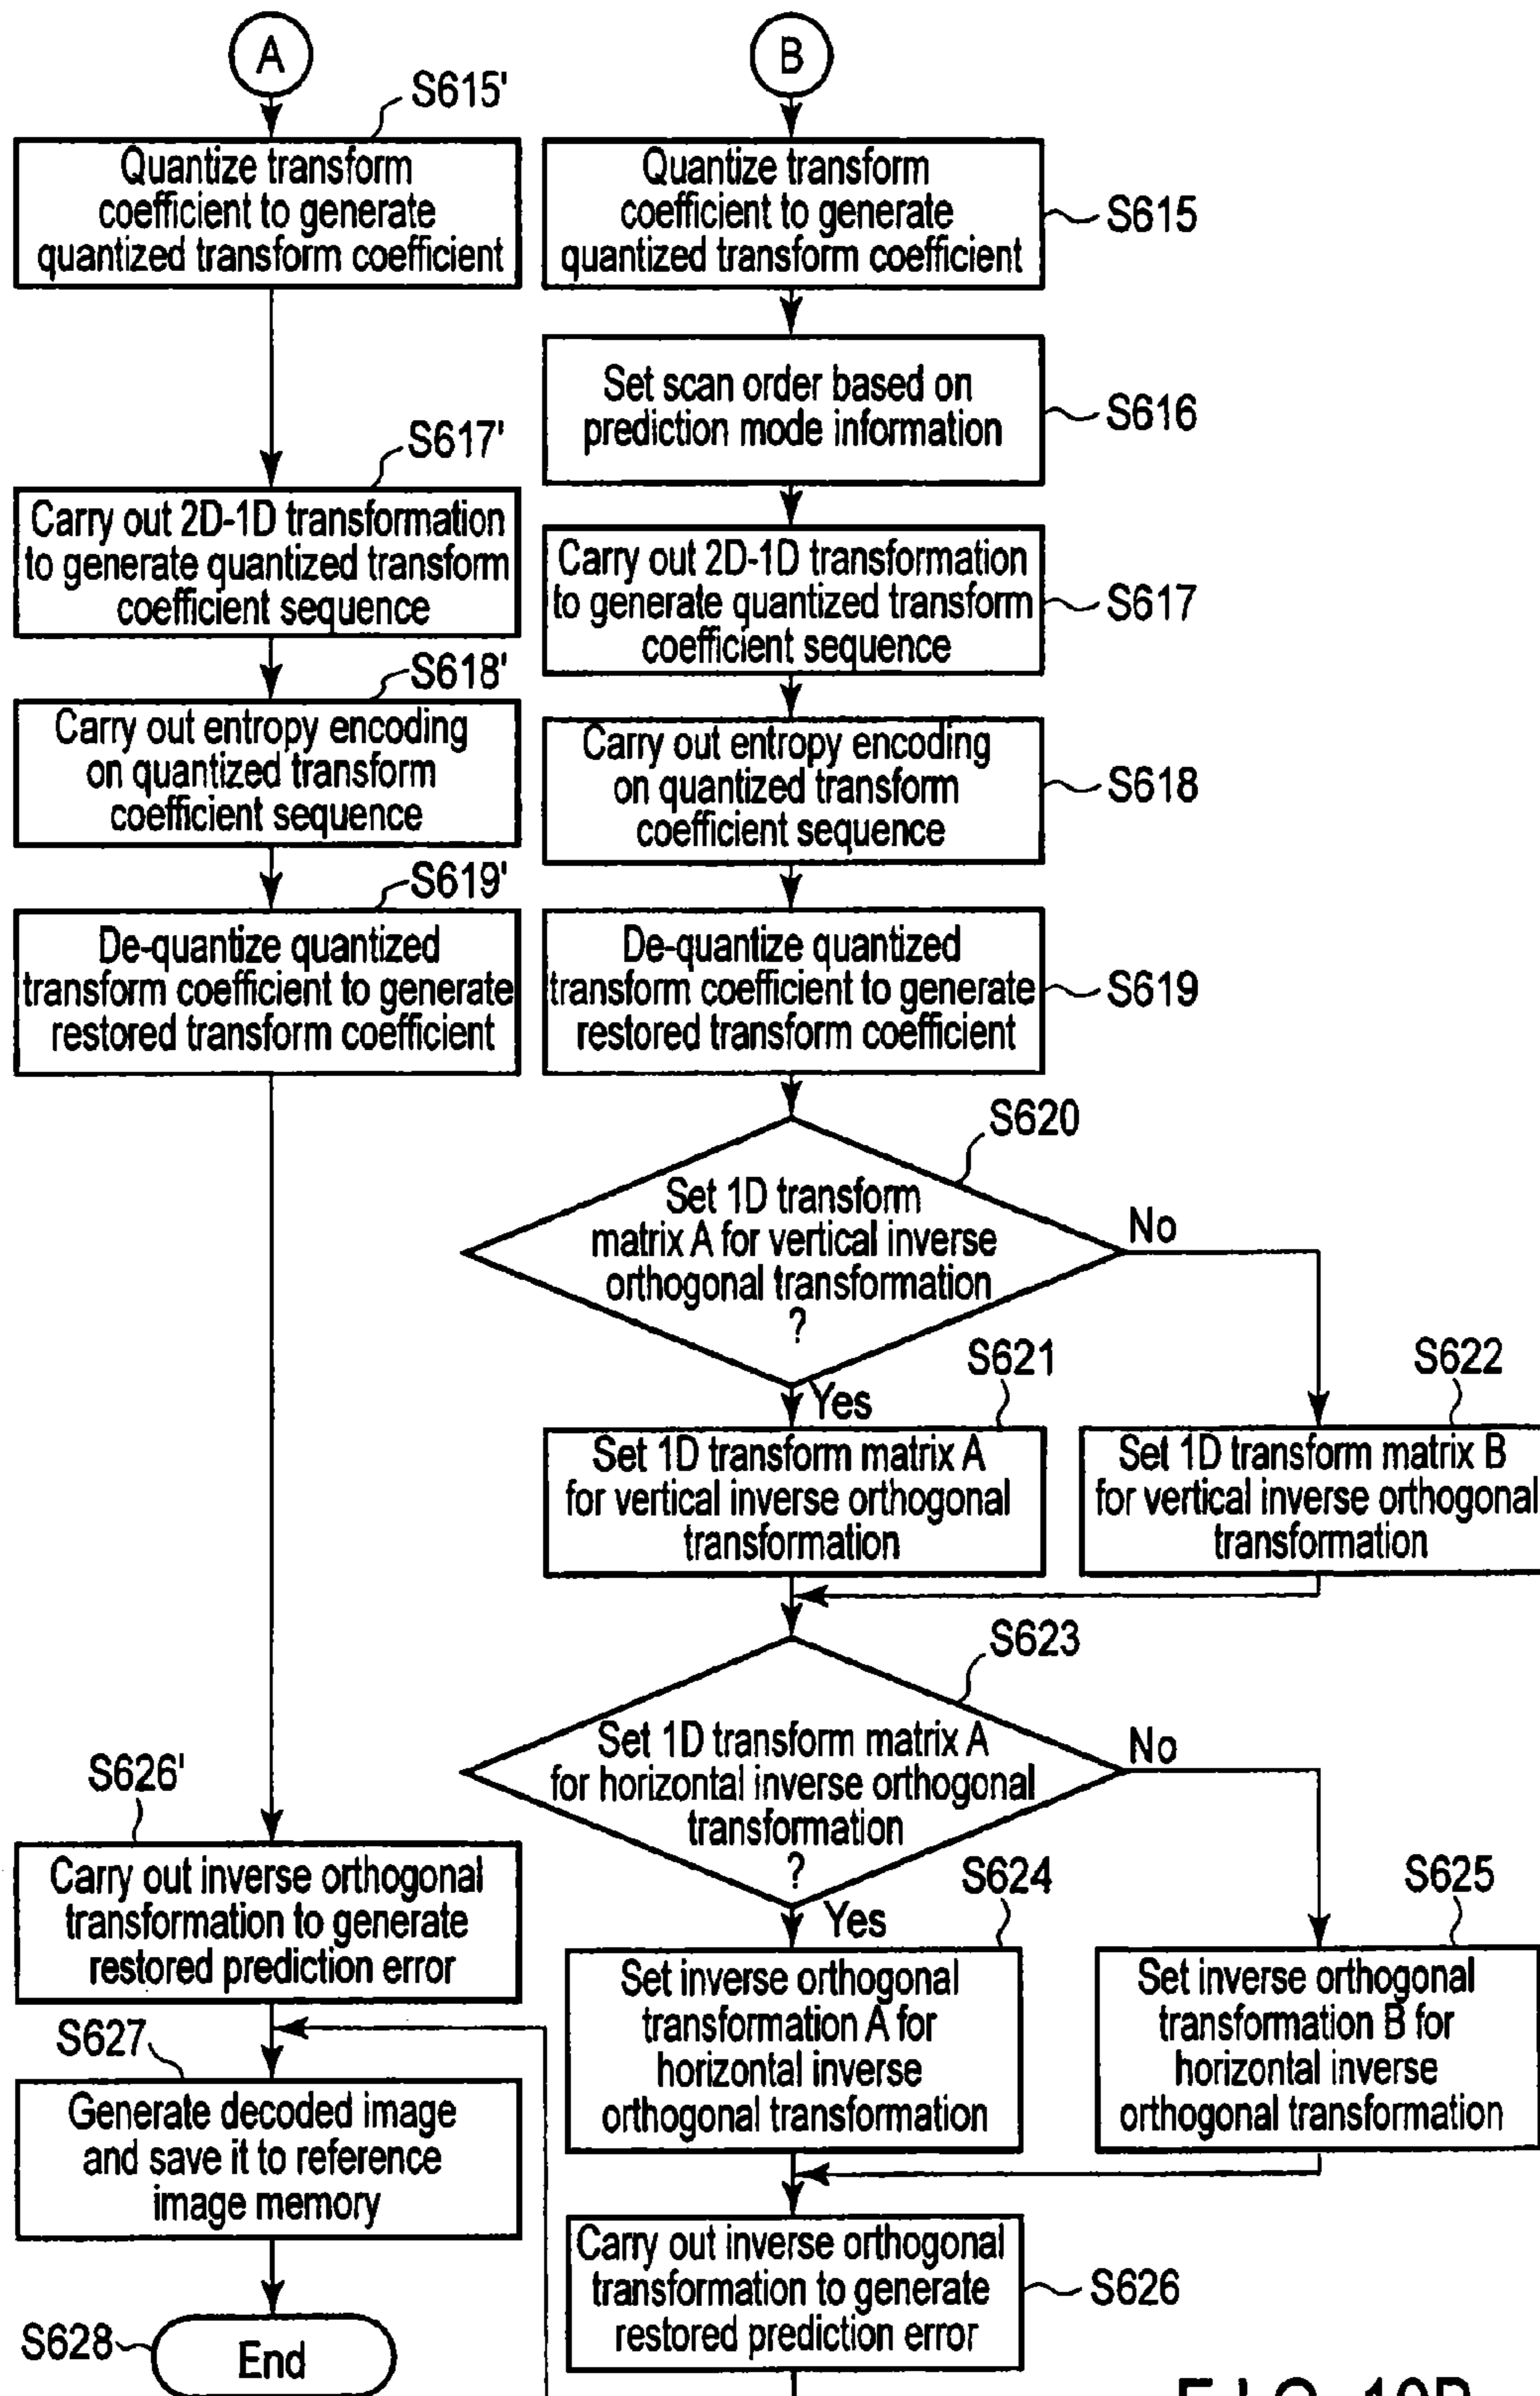 A
S615'
Quantize transform
coefficient to generate
quantized transform coefficient
S617'
Carry out 2D-1D transformation
to generate quantized transform
coefficient sequence
S618'
Carry out entropy encoding
on quantized transform
coefficient sequence
S619'
De-quantize quantized
transform coefficient to generate
restored transform coefficient
S626'
Carry out inverse orthogonal
transformation to generate
restored prediction error
S627
Generate decoded image
and save it to reference
image memory
S628
End
B
Quantize transform
coefficient to generate
quantized transform coefficient
S615
Set scan order based on
prediction mode information
S616
Carry out 2D-1D transformation
to generate quantized transform
coefficient sequence
S617
Carry out entropy encoding
on quantized transform
coefficient sequence
S618
De-quantize quantized
transform coefficient to generate
restored transform coefficient
S619
S620
Set 1D transform
matrix A for vertical inverse
orthogonal transformation
?
No
Yes
S621
Set 1D transform matrix A
for vertical inverse orthogonal
transformation
S622
Set 1D transform matrix B
for vertical inverse orthogonal
transformation
S623
Set 1D transform matrix A
for horizontal inverse orthogonal
transformation
?
No
Yes
S624
Set inverse orthogonal
transformation A for
horizontal inverse
orthogonal transformation
S625
Set inverse orthogonal
transformation B for
horizontal inverse
orthogonal transformation
Carry out inverse orthogonal
transformation to generate
restored prediction error
S626